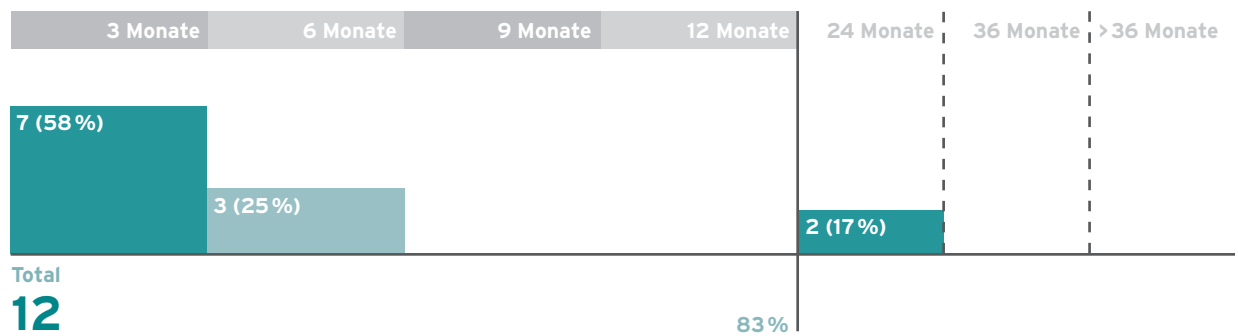 3 Monate 6 Monate 9 Monate 12 Monate 24 Monate 36 Monate >36 Monate
7 (58 %)
3 (25 %)
2 (17 %)
Total
12
83 %